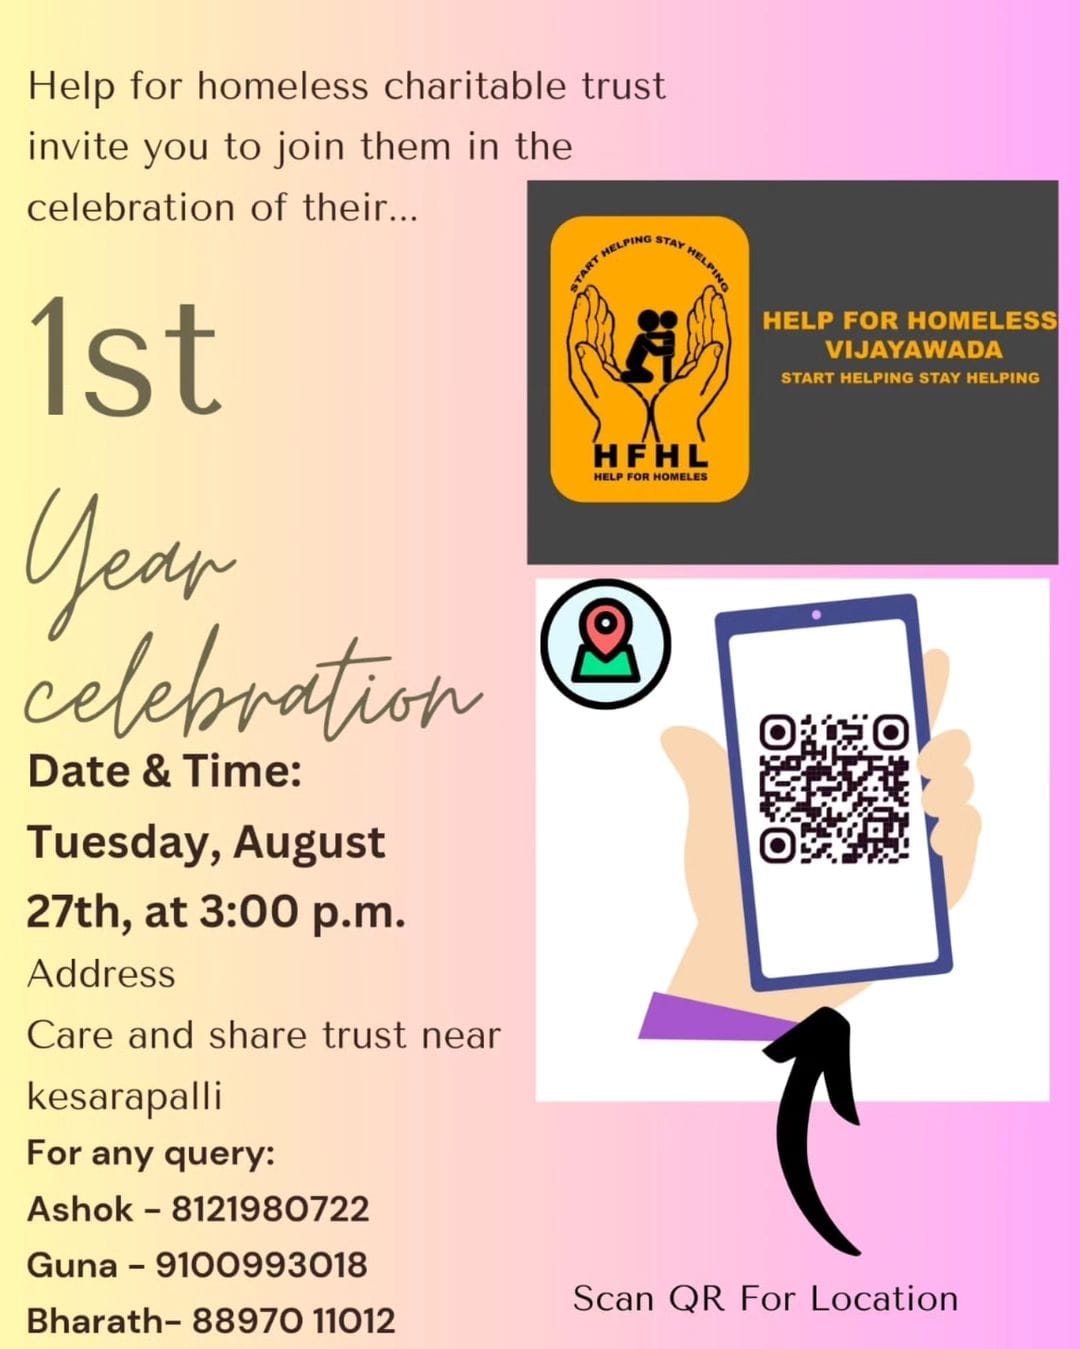 Help for homeless charitable trust
invite you to join them in the
celebration of their...
1st
Year
celebration
START HELPING STAY HELPING
HFHL
HELP FOR HOMELES
HELP FOR HOMELESS
VIJAYAWADA
START HELPING STAY HELPING
Date & Time:
Tuesday, August
27th, at 3:00 p.m.
Address
Care and share trust near
kesarapalli
For any query:
Ashok - 8121980722
Guna - 9100993018
Bharath- 88970 11012
Scan QR For Location